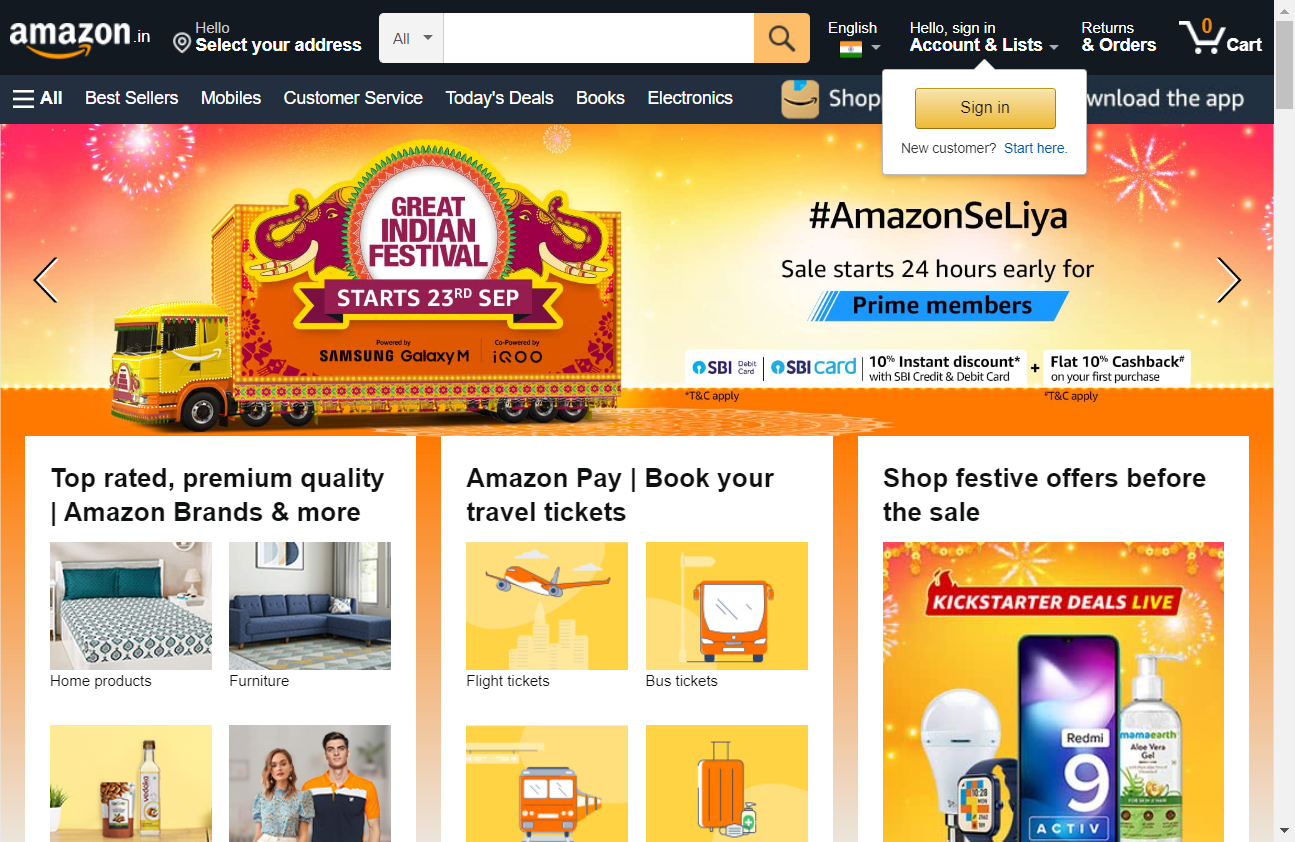 amazon.in
Hello
Select your address
All
English
Hello, sign in
Account & Lists
Returns
& Orders
0
Cart
All
Best Sellers
Mobiles
Customer Service
Today's Deals
Books
Electronics
Shop
wnload the app
Sign in
New customer? Start here.
GREAT
INDIAN
FESTIVAL
STARTS 23RD SEP
Powered by
SAMSUNG Galaxy M
Co-Powered by
iQOO
#AmazonSeLiya
Sale starts 24 hours early for
Prime members
SBI Debit Card
SBI card
10% Instant discount*
with SBI Credit & Debit Card
+
Flat 10% Cashback#
on your first purchase
*T&C apply
#T&C apply
Top rated, premium quality
| Amazon Brands & more
Home products
Furniture
Amazon Pay | Book your
travel tickets
Flight tickets
Bus tickets
Shop festive offers before
the sale
KICKSTARTER DEALS LIVE
Redmi
9
ACTIV
mamaearth
Aloe Vera
Gel
10:28
vedaka